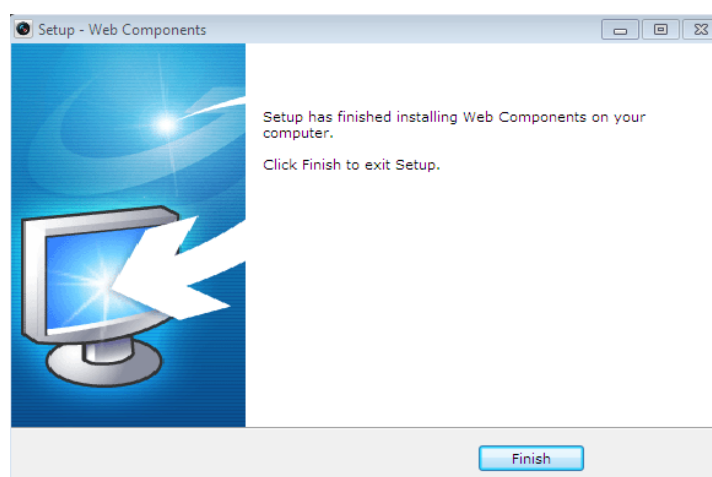 Setup - Web Components
Setup has finished installing Web Components on your
computer.
Click Finish to exit Setup.
Finish